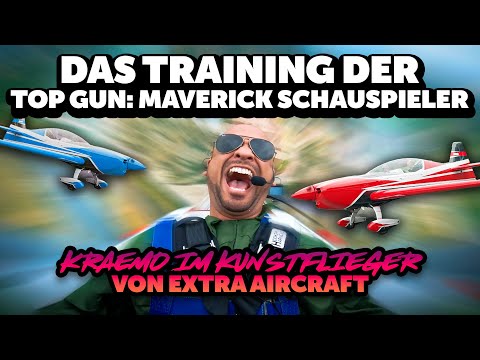 DAS TRAINING DER
TOP GUN: MAVERICK SCHAUSPIELER
KRAEMO IM KUNSTFLIEGER
VON EXTRA AIRCRAFT